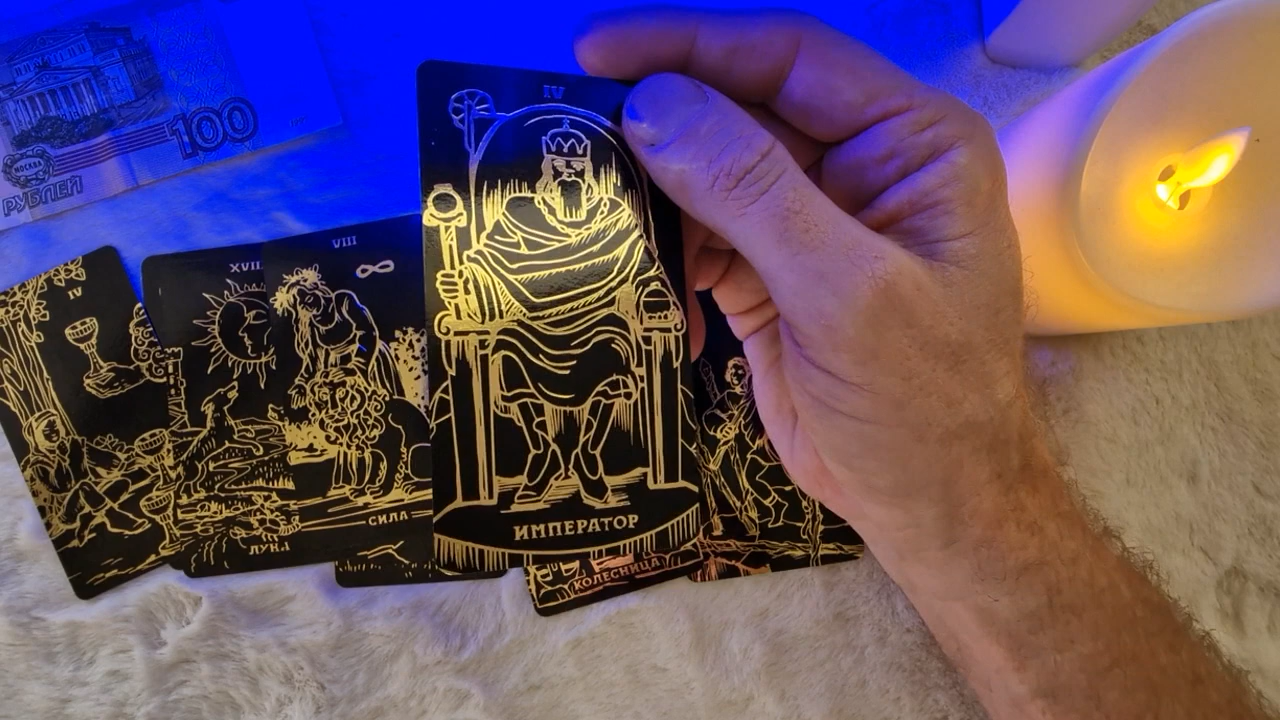 100
МОСКВА
РУБЛЕЙ
IV
XVII
VIII
IV
СИЛА
ЛУНА
ИМПЕРАТОР
КОЛЕСНИЦА